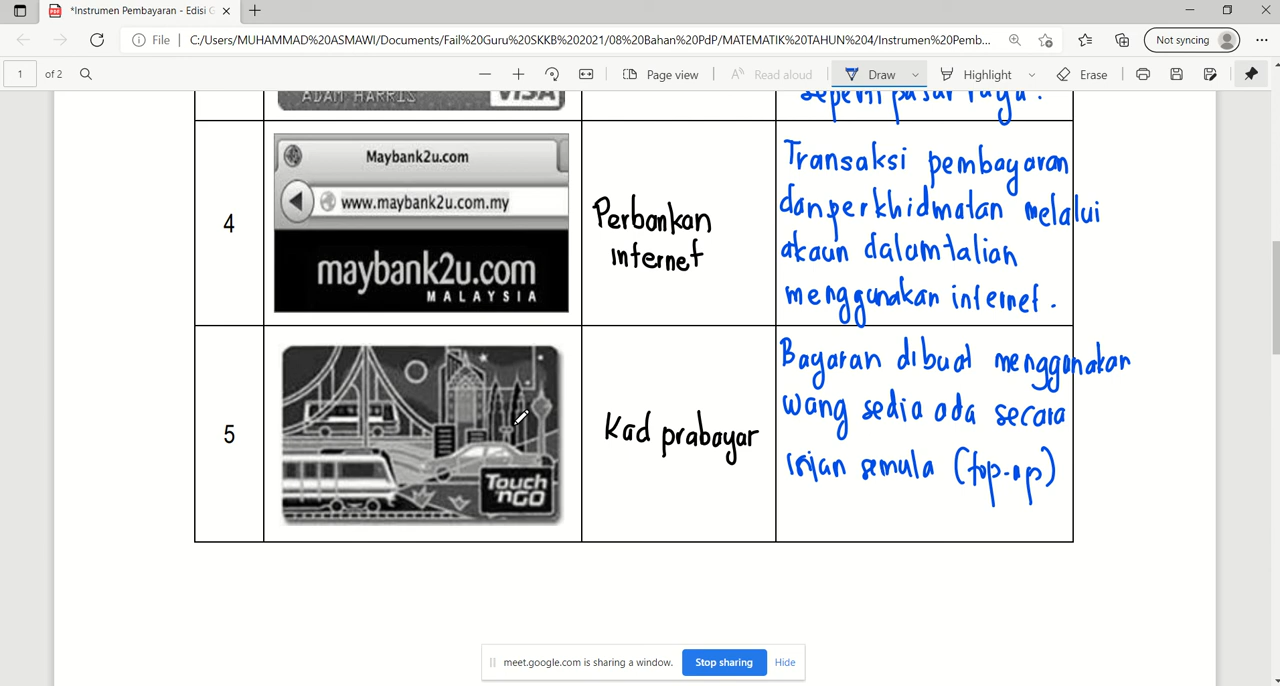 *Instrumen Pembayaran - Edisi G
File
C:/Users/MUHAMMAD%20ASMAWI/Documents/Fail%20Guru%20SKKB%202021/08%20Bahan%20PdP/MATEMATIK%20TAHUN%204/Instrumen%20Pemb...
Not syncing
1 of 2
Page view
Read aloud
Draw
Highlight
Erase
ADAM HARRIS
VISA
seperti pasar raya.
4
Maybank2u.com
www.maybank2u.com.my
maybank2u.com
MALAYSIA
Perbankan
internet
Transaksi pembayaran
dan perkhidmatan melalui
akaun dalam talian
menggunakan internet.
5
Touch
'nGO
Kad prabayar
Bayaran dibuat menggunakan
wang sedia ada secara
isian semula (top-up)
meet.google.com is sharing a window.
Stop sharing
Hide